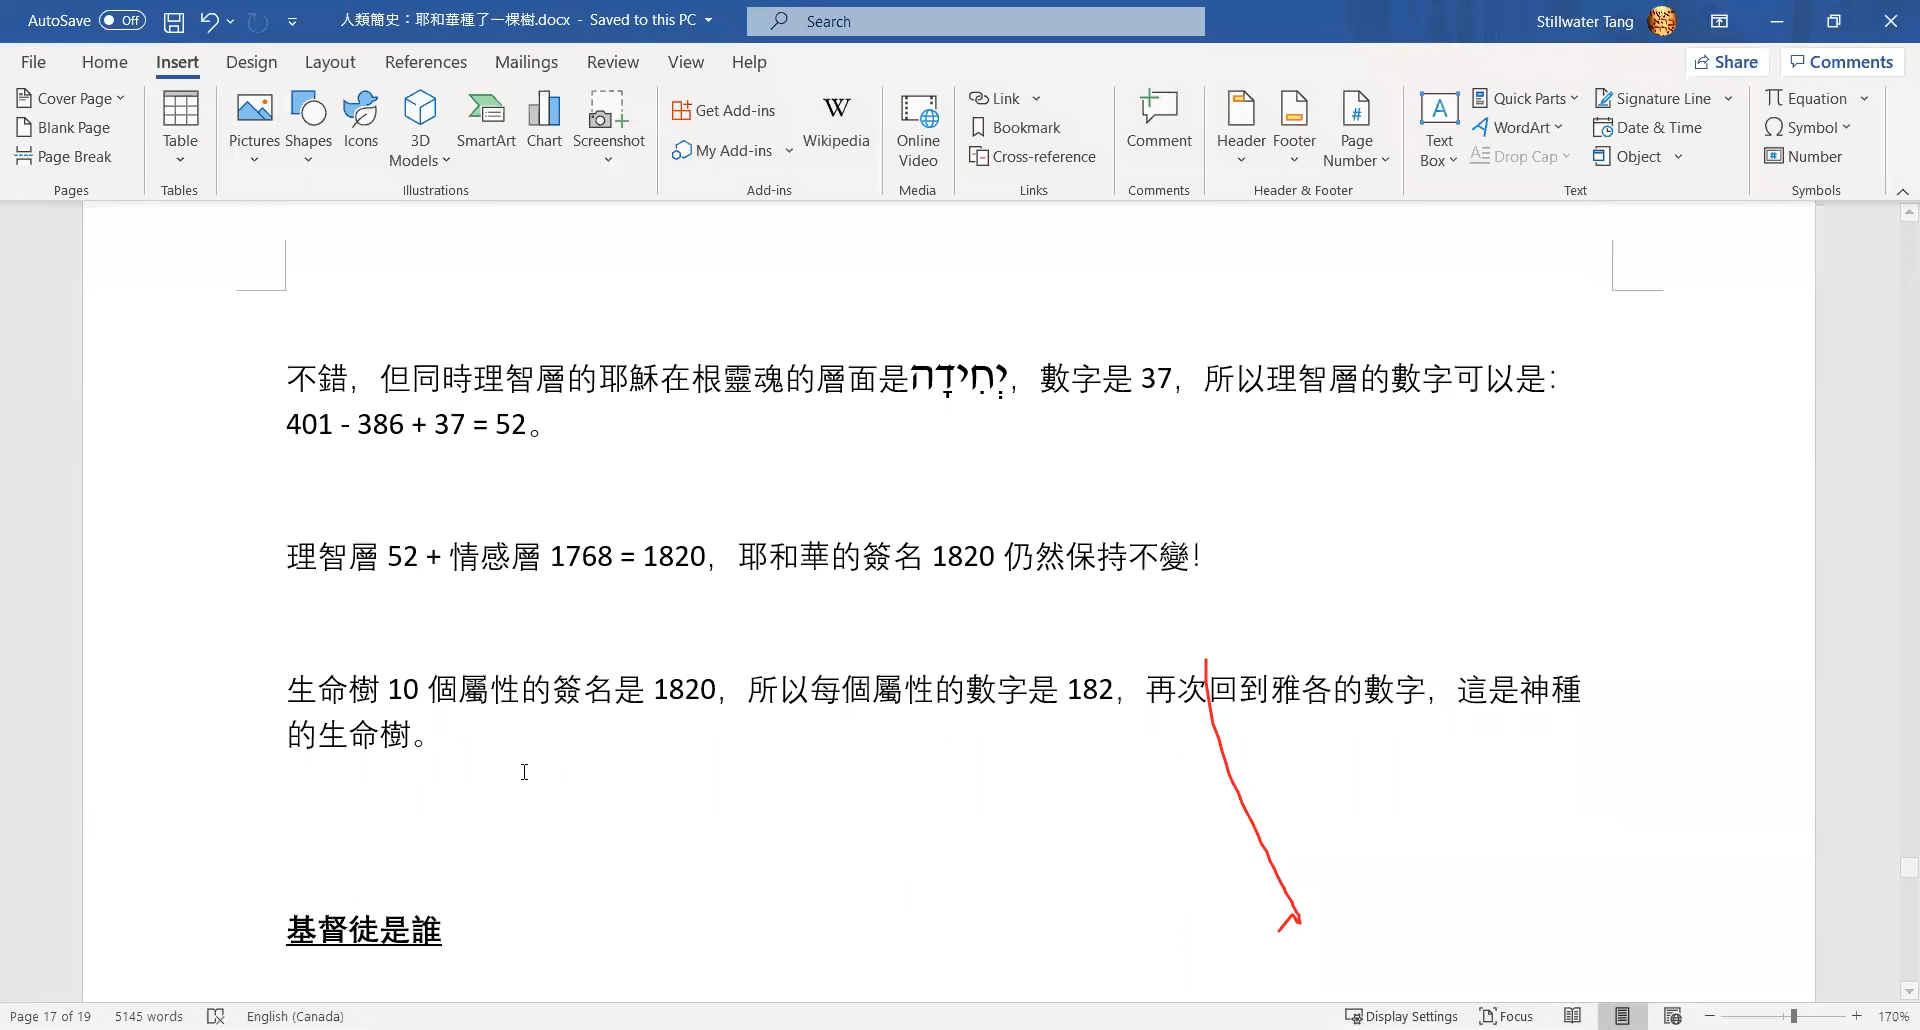 AutoSave Off 人類簡史：耶和華種了一棵樹.docx - Saved to this PC Search Stillwater Tang
File Home Insert Design Layout References Mailings Review View Help Share Comments
Cover Page
Blank Page
Page Break
Pages
Table
Tables
Pictures Shapes Icons 3D Models SmartArt Chart Screenshot
Illustrations
Get Add-ins
My Add-ins
W
Wikipedia
Add-ins
Online Video
Media
Link
Bookmark
Cross-reference
Links
Comment
Comments
Header Footer Page Number
Header & Footer
A
Text Box
Quick Parts
WordArt
Drop Cap
Signature Line
Date & Time
Object
Text
Equation
Symbol
Number
Symbols
不錯，但同時理智層的耶穌在根靈魂的層面是יְחִידָה，數字是 37，所以理智層的數字可以是：
401 - 386 + 37 = 52。
理智層 52 + 情感層 1768 = 1820，耶和華的簽名 1820 仍然保持不變！
生命樹 10 個屬性的簽名是 1820，所以每個屬性的數字是 182，再次回到雅各的數字，這是神種
的生命樹。
基督徒是誰
Page 17 of 19 5145 words English (Canada) Display Settings Focus 170%